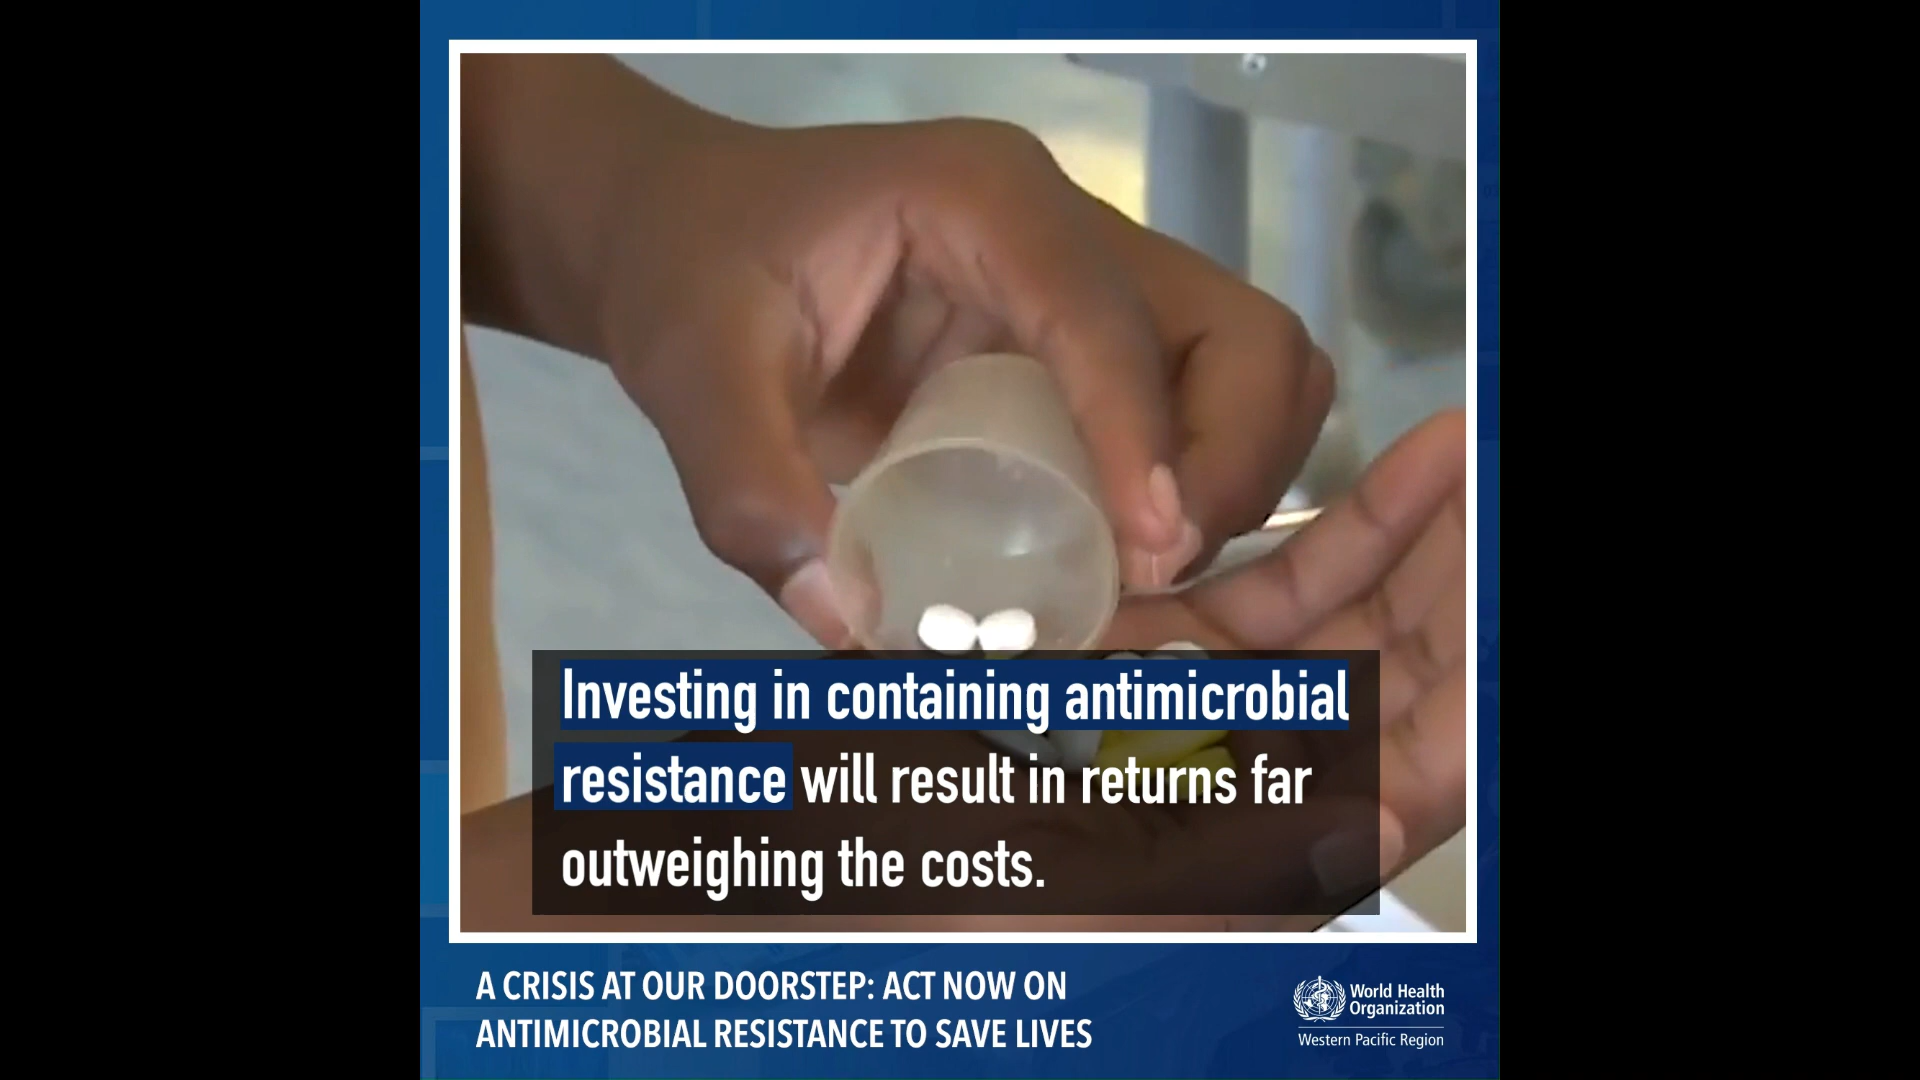 Investing in containing antimicrobial
resistance will result in returns far
outweighing the costs.
A CRISIS AT OUR DOORSTEP: ACT NOW ON
ANTIMICROBIAL RESISTANCE TO SAVE LIVES
World Health
Organization
Western Pacific Region